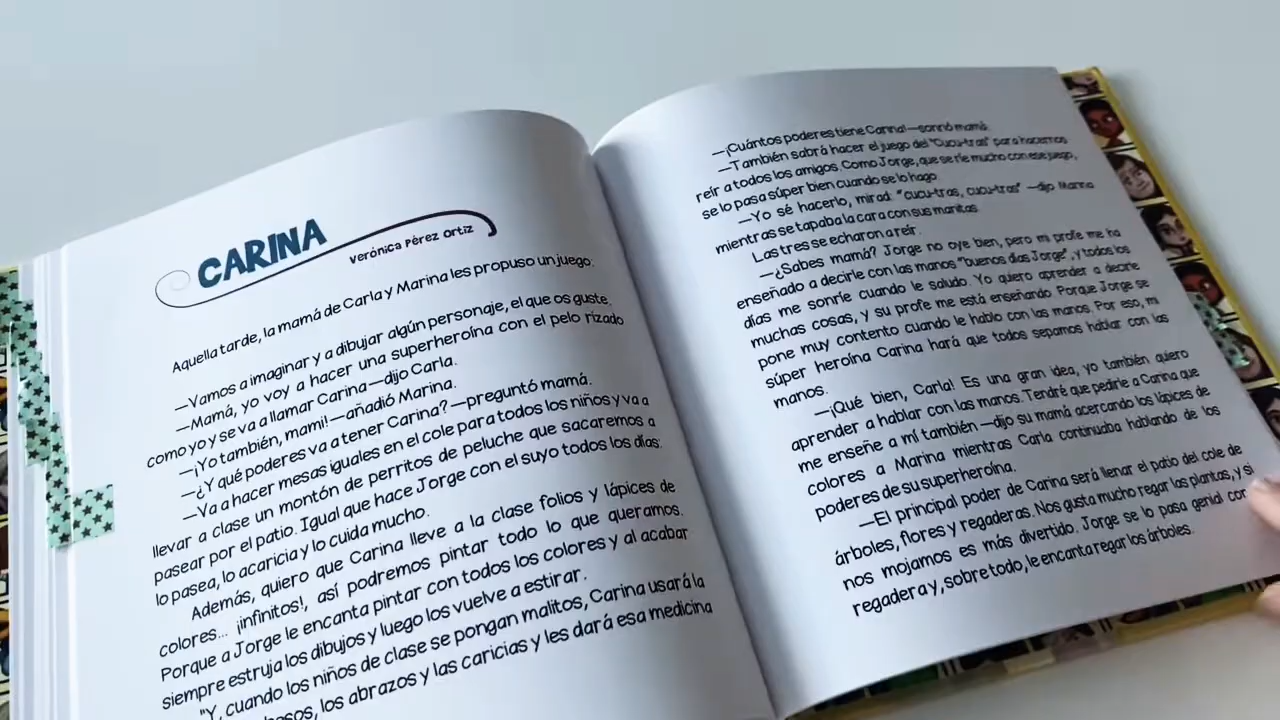 CARINA
Verónica Pérez Ortiz
Aquella tarde, la mamá de Carla y Marina les propuso un juego:
—Vamos a imaginar y a dibujar algún personaje, el que os guste.
—Mamá, yo voy a hacer una superheroína con el pelo rizado
como yo y se va a llamar Carina—dijo Carla.
—¡Yo también, mami!—añadió Marina.
—¿Y qué poderes va a tener Carina? —preguntó mamá.
—Va a hacer mesas iguales en el cole para todos los niños y va a
llevar a clase un montón de perritos de peluche que sacaremos a
pasear por el patio. Igual que hace Jorge con el suyo todos los días:
lo pasea, lo acaricia y lo cuida mucho.
Además, quiero que Carina lleve a la clase folios y lápices de
colores... ¡infinitos!, así podremos pintar todo lo que queramos.
Porque a Jorge le encanta pintar con todos los colores y al acabar
siempre estruja los dibujos y luego los vuelve a estirar.
"Y, cuando los niños de clase se pongan malitos, Carina usará la
los abrazos y las caricias y les dará esa medicina
—¡Cuántos poderes tiene Carina!—sonrió mamá.
—También sabrá hacer el juego del "Cucu-tras" para hacernos
reír a todos los amigos. Como Jorge, que se ríe mucho con ese juego,
se lo pasa súper bien cuando se lo hago.
—Yo sé hacerlo, mirad: "cucu-tras, cucu-tras" —dijo Marina
mientras se tapaba la cara con sus manitas.
Las tres se echaron a reír.
—¿Sabes mamá? Jorge no oye bien, pero mi profe me ha
enseñado a decirle con las manos "buenos días Jorge", y todos los
días me sonríe cuando le saludo. Yo quiero aprender a decirle
muchas cosas, y su profe me está enseñando. Porque Jorge se
pone muy contento cuando le hablo con las manos. Por eso, mi
súper heroína Carina hará que todos sepamos hablar con las
manos.
—¡Qué bien, Carla! Es una gran idea, yo también quiero
aprender a hablar con las manos. Tendré que pedirle a Carina que
me enseñe a mí también —dijo su mamá acercando los lápices de
colores a Marina mientras Carla continuaba hablando de los
poderes de su superheroína.
—El principal poder de Carina será llenar el patio del cole de
árboles, flores y regaderas. Nos gusta mucho regar las plantas, y si
nos mojamos es más divertido. Jorge se lo pasa genial con
regadera y, sobre todo, le encanta regar los árboles.